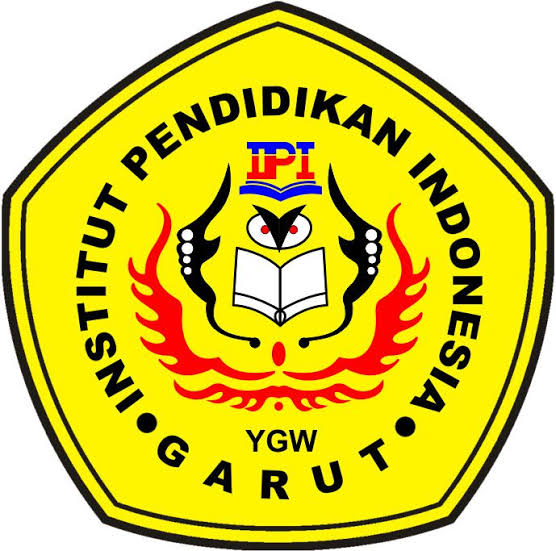 INSTITUT PENDIDIKAN INDONESIA
IPI
YGW
GARUT